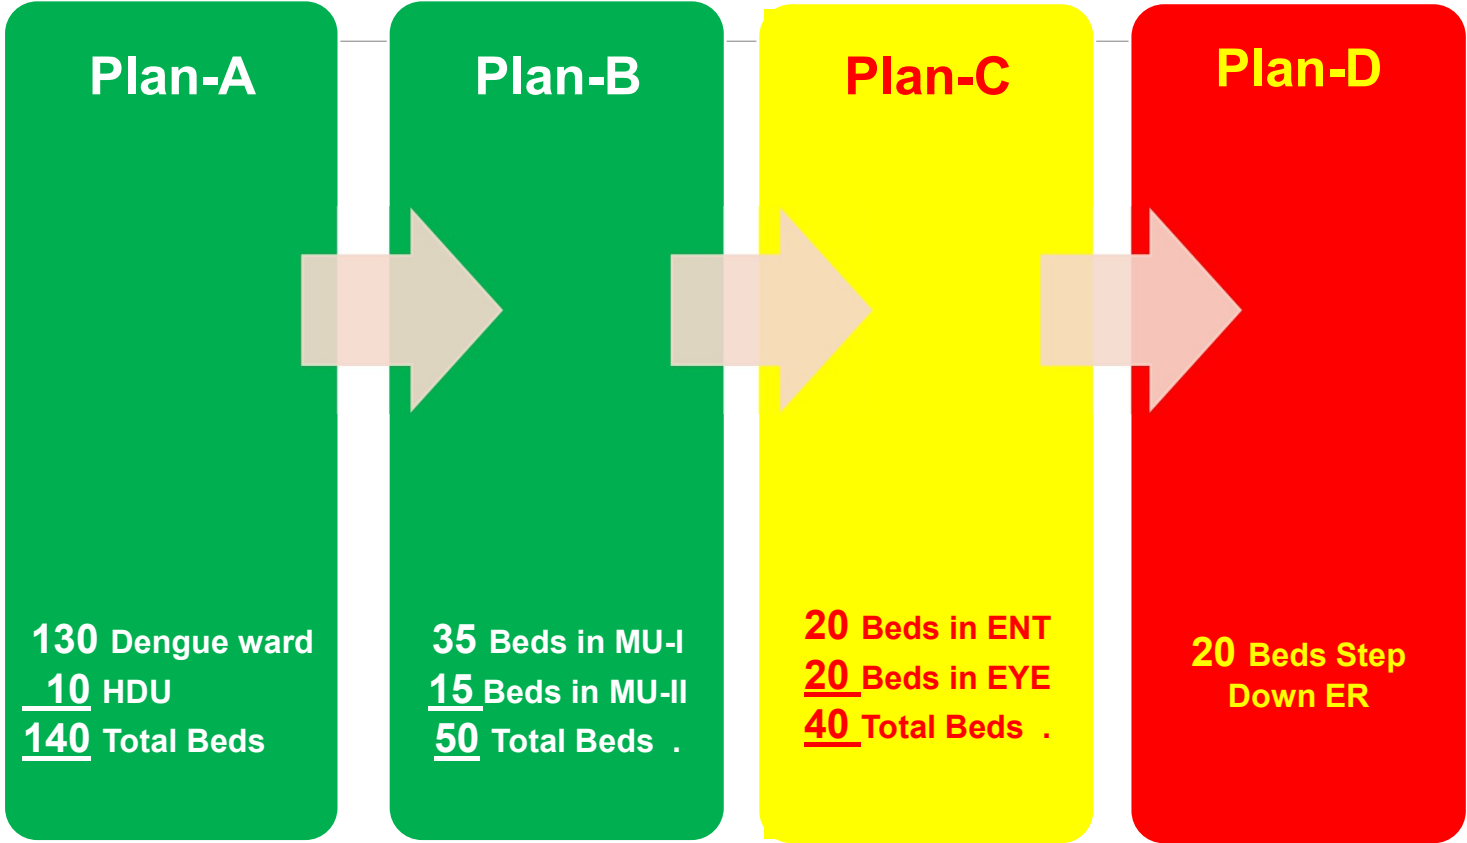 Plan-A
130 Dengue ward
10 HDU
140 Total Beds
Plan-B
35 Beds in MU-I
15 Beds in MU-II
50 Total Beds .
Plan-C
20 Beds in ENT
20 Beds in EYE
40 Total Beds .
Plan-D
20 Beds Step
Down ER